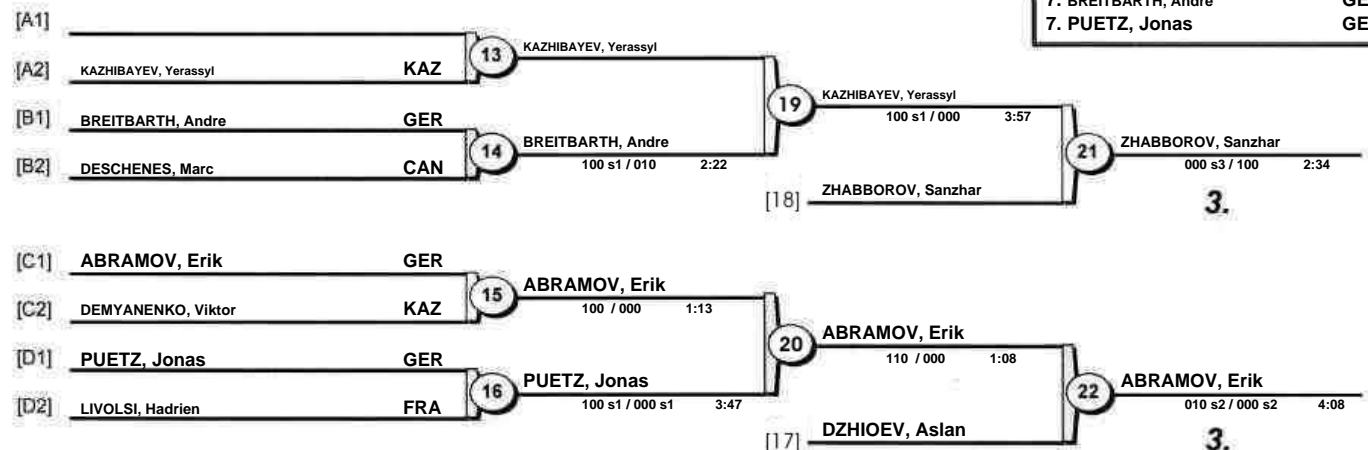 7. BREITBARTH, Andre GE
7. PUETZ, Jonas GE
[A1]
13 KAZHIBAYEV, Yerassyl
[A2] KAZHIBAYEV, Yerassyl KAZ
19 KAZHIBAYEV, Yerassyl
100 s1 / 000 3:57
[B1] BREITBARTH, Andre GER
14 BREITBARTH, Andre
100 s1 / 010 2:22
21 ZHABBOROV, Sanzhar
000 s3 / 100 2:34
[B2] DESCHENES, Marc CAN
[18] ZHABBOROV, Sanzhar
3.
[C1] ABRAMOV, Erik GER
15 ABRAMOV, Erik
100 / 000 1:13
[C2] DEMYANENKO, Viktor KAZ
20 ABRAMOV, Erik
110 / 000 1:08
[D1] PUETZ, Jonas GER
16 PUETZ, Jonas
100 s1 / 000 s1 3:47
22 ABRAMOV, Erik
010 s2 / 000 s2 4:08
[D2] LIVOLSI, Hadrien FRA
[17] DZHIOEV, Aslan
3.